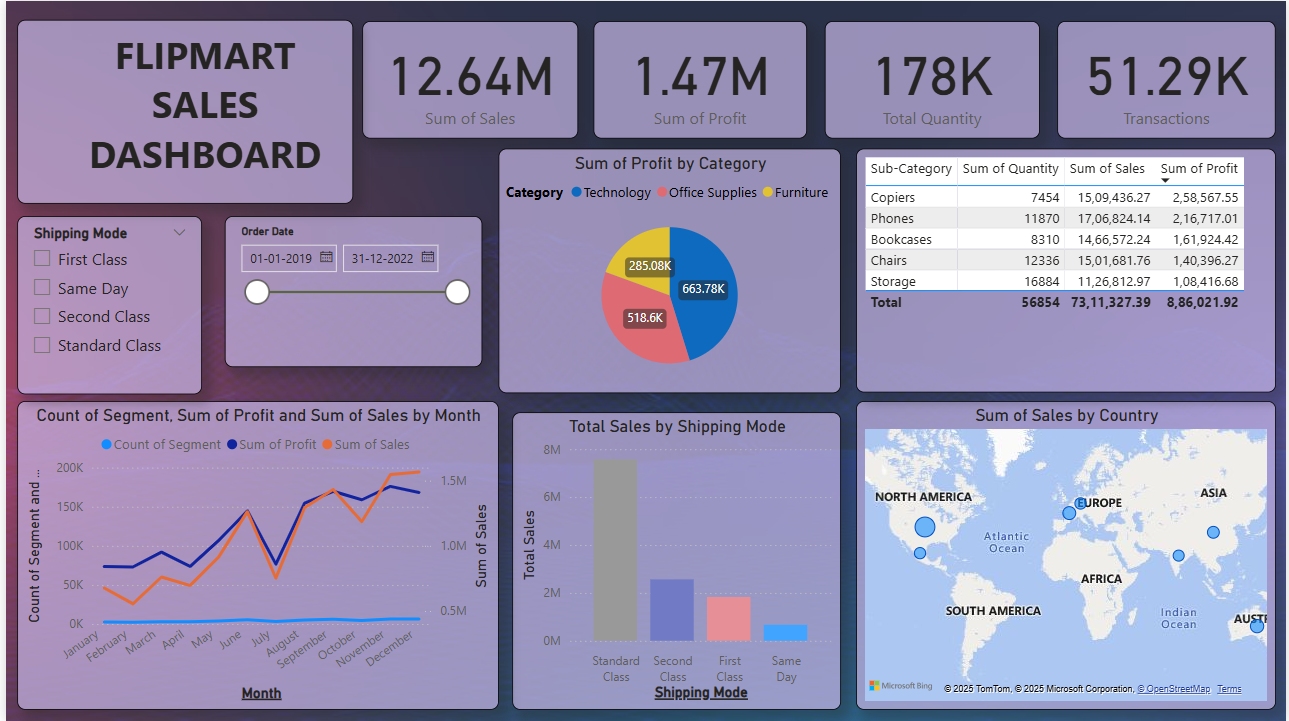 FLIPMART
SALES
DASHBOARD
12.64M
Sum of Sales
1.47M
Sum of Profit
178K
Total Quantity
51.29K
Transactions
Shipping Mode
First Class
Same Day
Second Class
Standard Class
Order Date
01-01-2019 31-12-2022
Sum of Profit by Category
Category Technology Office Supplies Furniture
285.08K
663.78K
518.6K
Sub-Category Sum of Quantity Sum of Sales Sum of Profit
Copiers 7454 15,09,436.27 2,58,567.55
Phones 11870 17,06,824.14 2,16,717.01
Bookcases 8310 14,66,572.24 1,61,924.42
Chairs 12336 15,01,681.76 1,40,396.27
Storage 16884 11,26,812.97 1,08,416.68
Total 56854 73,11,327.39 8,86,021.92
Count of Segment, Sum of Profit and Sum of Sales by Month
Count of Segment Sum of Profit Sum of Sales
Count of Segment and ...
200K
150K
100K
50K
0K
1.5M
1.0M
0.5M
Sum of Sales
January February March April May June July August September October November December
Month
Total Sales by Shipping Mode
Total Sales
8M
6M
4M
2M
0M
Standard Class
Second Class
First Class
Same Day
Shipping Mode
Sum of Sales by Country
NORTH AMERICA
EUROPE
ASIA
Atlantic
Ocean
AFRICA
SOUTH AMERICA
Indian
Ocean
AUSTR
Microsoft Bing
© 2025 TomTom, © 2025 Microsoft Corporation, © OpenStreetMap Terms